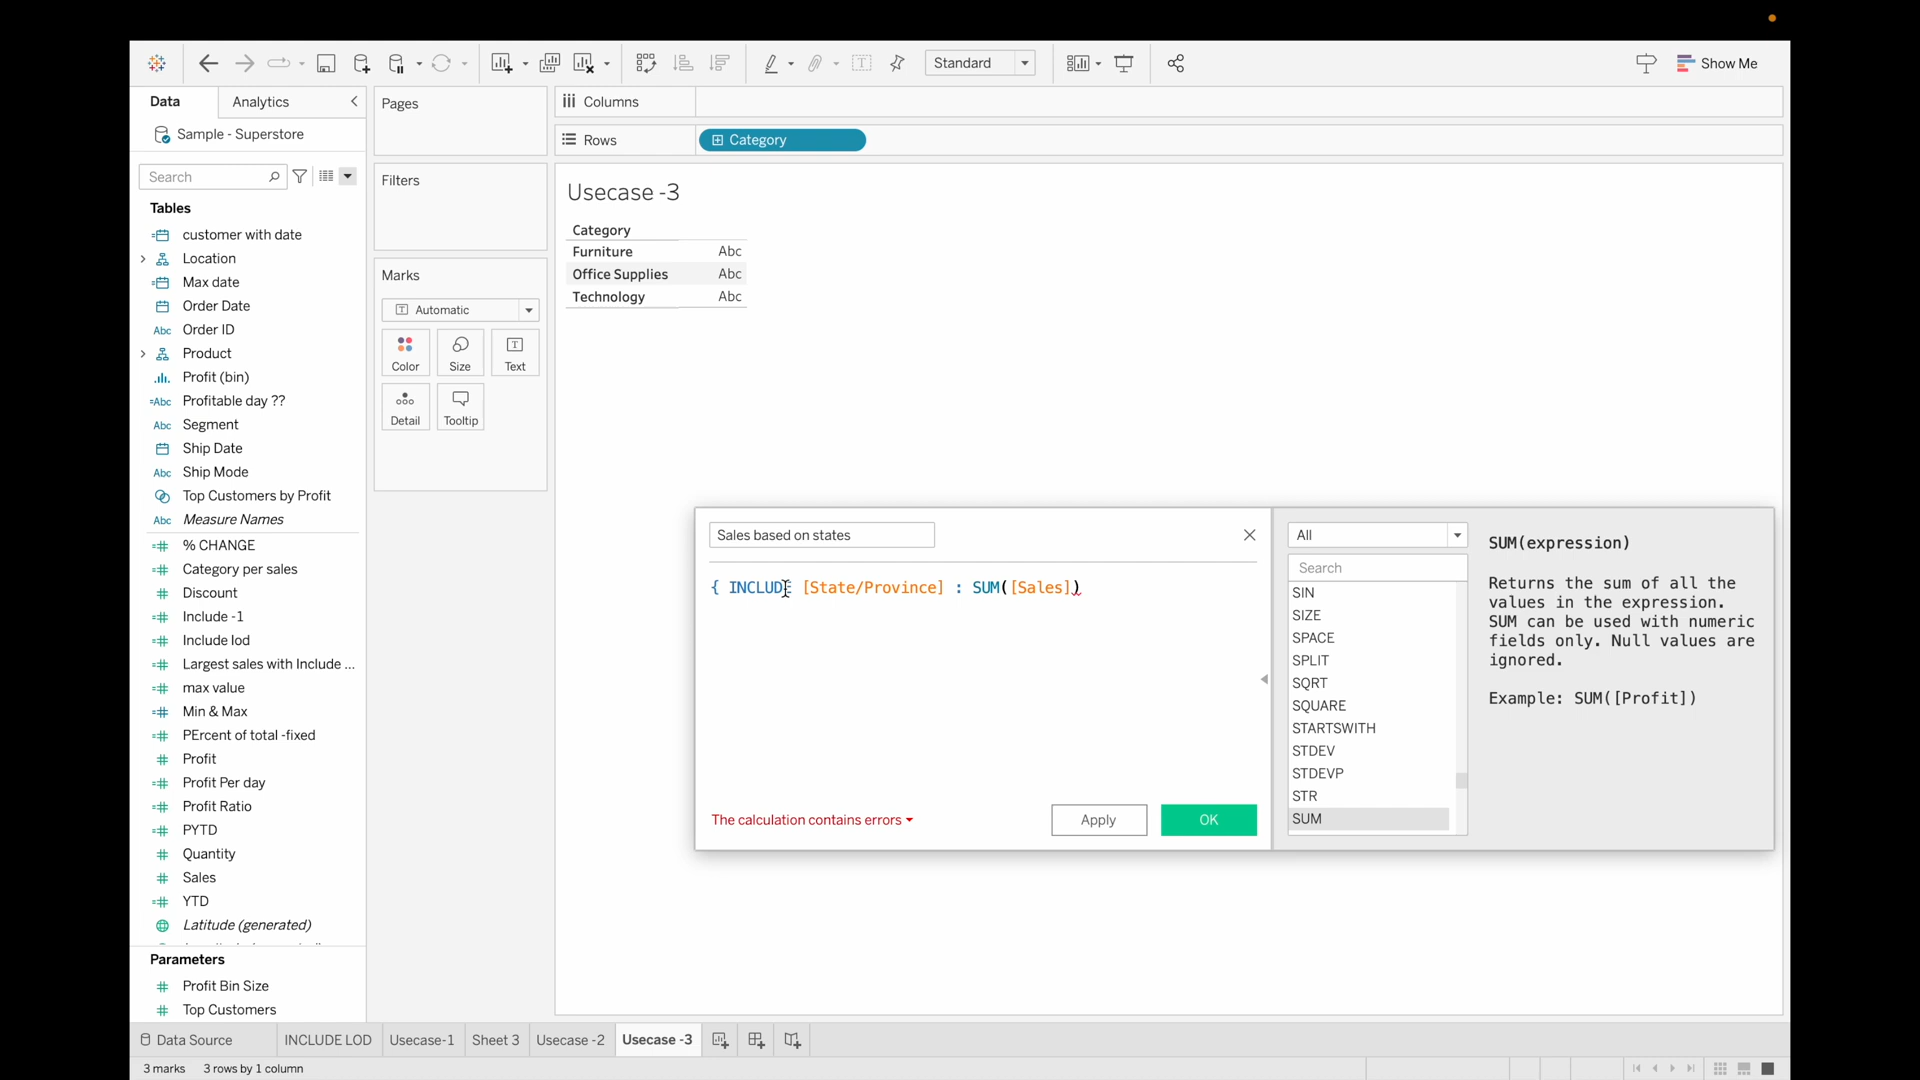 Standard
Show Me
Data
Analytics
Pages
Columns
Sample - Superstore
Rows
Category
Search
Filters
Usecase -3
Tables
customer with date
Category
Location
Furniture
Abc
Max date
Marks
Office Supplies
Abc
Order Date
Automatic
Technology
Abc
Abc
Order ID
Product
Color
Size
Text
Profit (bin)
=Abc
Profitable day ??
Abc
Segment
Detail
Tooltip
Ship Date
Abc
Ship Mode
Top Customers by Profit
Abc
Measure Names
% CHANGE
Category per sales
Discount
Include -1
Include lod
Largest sales with Include ...
max value
Min & Max
PErcent of total -fixed
Profit
Profit Per day
Profit Ratio
PYTD
Quantity
Sales
YTD
Latitude (generated)
Parameters
Profit Bin Size
Top Customers
Sales based on states
{ INCLUDE [State/Province] : SUM([Sales])
The calculation contains errors
Apply
OK
All
Search
SIN
SIZE
SPACE
SPLIT
SQRT
SQUARE
STARTSWITH
STDEV
STDEVP
STR
SUM
SUM(expression)
Returns the sum of all the
values in the expression.
SUM can be used with numeric
fields only. Null values are
ignored.
Example: SUM([Profit])
Data Source
INCLUDE LOD
Usecase-1
Sheet 3
Usecase -2
Usecase -3
3 marks
3 rows by 1 column